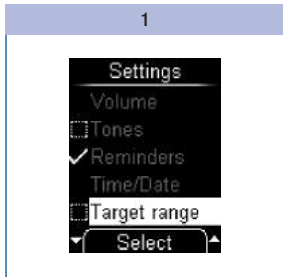 1
Settings
Volume
Tones
Reminders
Time/Date
Target range
Select